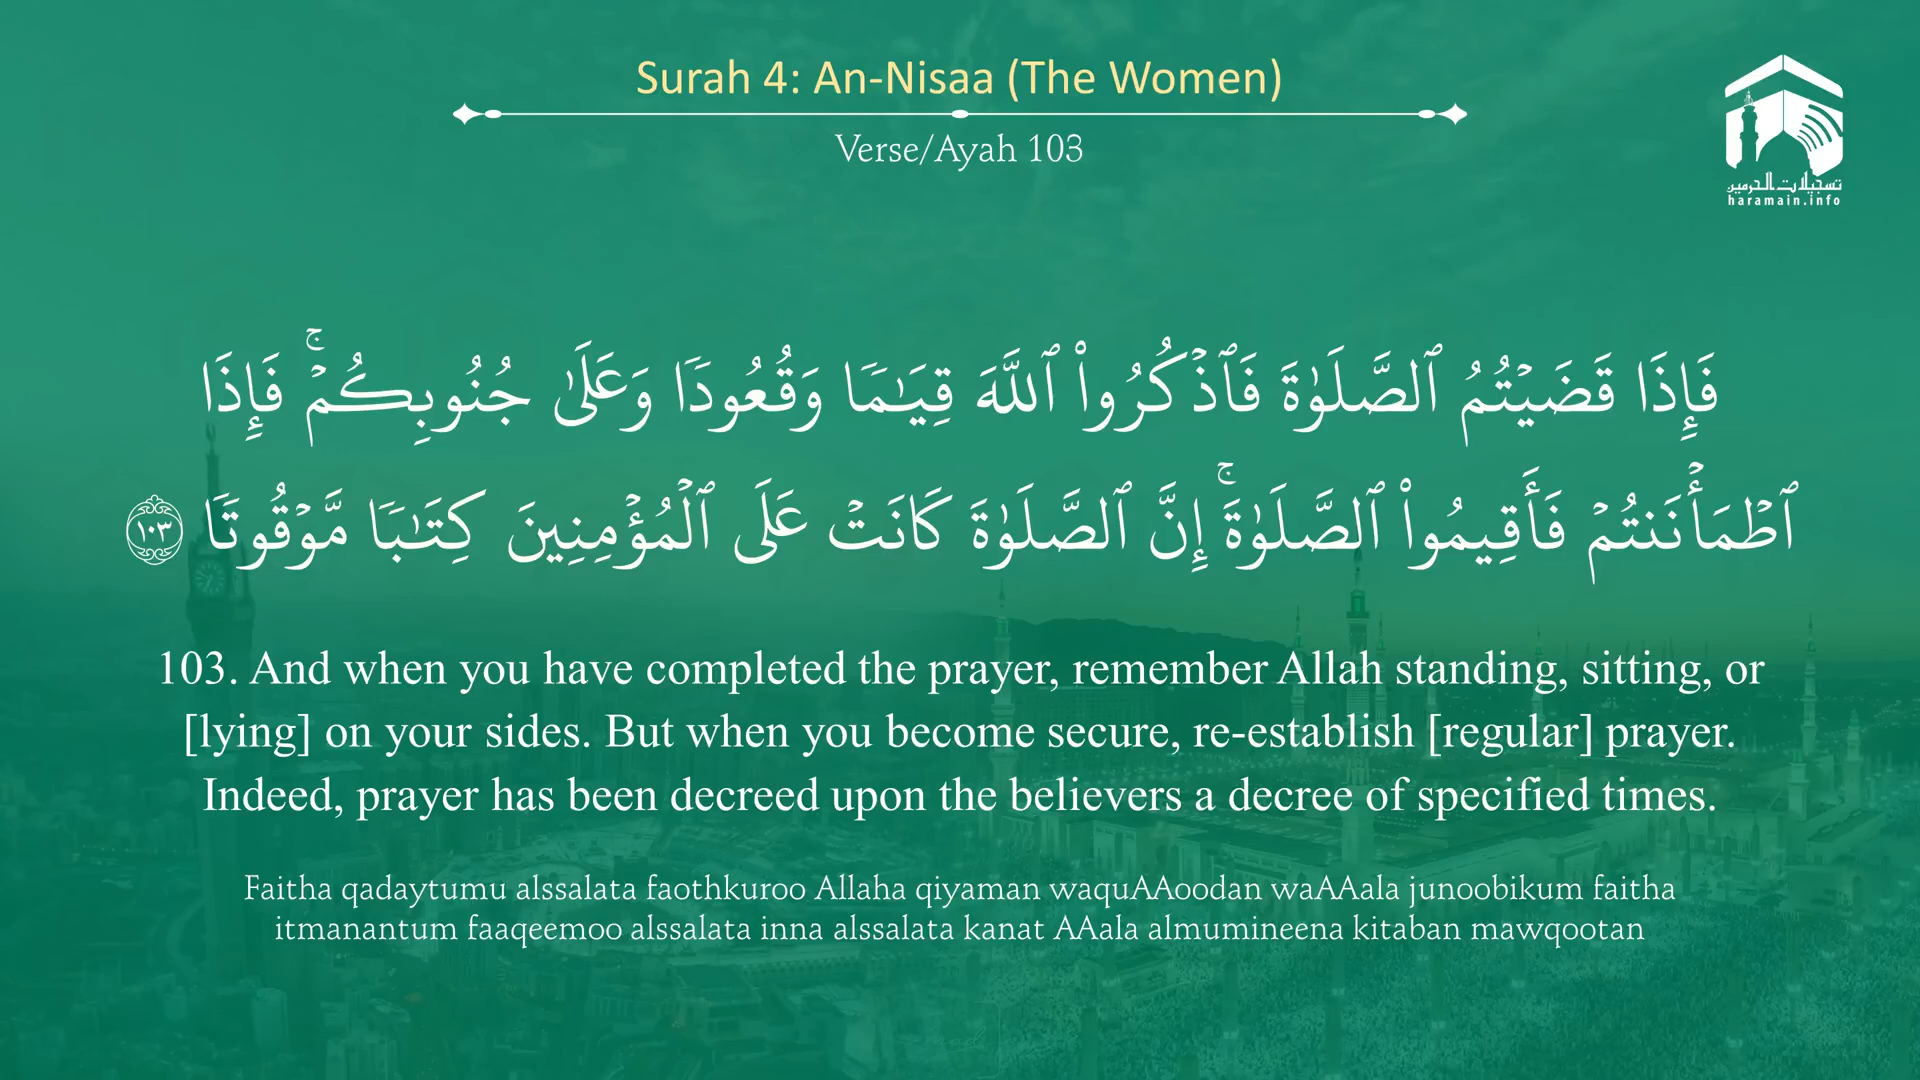 Surah 4: An-Nisaa (The Women)
Verse/Ayah 103
تسجيلات الحرمين
haramain.info
فَإِذَا قَضَيْتُمُ ٱلصَّلَوٰةَ فَٱذْكُرُوا۟ ٱللَّهَ قِيَـٰمًا وَقُعُودًا وَعَلَىٰ جُنُوبِكُمْ ۚ فَإِذَا
ٱطْمَأْنَنتُمْ فَأَقِيمُوا۟ ٱلصَّلَوٰةَ ۚ إِنَّ ٱلصَّلَوٰةَ كَانَتْ عَلَى ٱلْمُؤْمِنِينَ كِتَـٰبًا مَّوْقُوتًا ١٠٣
103. And when you have completed the prayer, remember Allah standing, sitting, or
[lying] on your sides. But when you become secure, re-establish [regular] prayer.
Indeed, prayer has been decreed upon the believers a decree of specified times.
Faitha qadaytumu alssalata faothkuroo Allaha qiyaman waquAAoodan waAAala junoobikum faitha
itmanantum faaqeemoo alssalata inna alssalata kanat AAala almumineena kitaban mawqootan